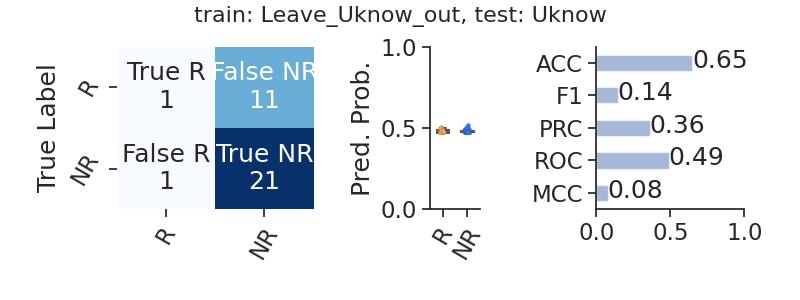 train: Leave_Uknow_out, test: Uknow
True Label
R
NR
True R
1
False NR
11
False R
1
True NR
21
R
NR
Pred. Prob.
1.0
0.5
0.0
R
NR
ACC
0.65
F1
0.14
PRC
0.36
ROC
0.49
MCC
0.08
0.0
0.5
1.0